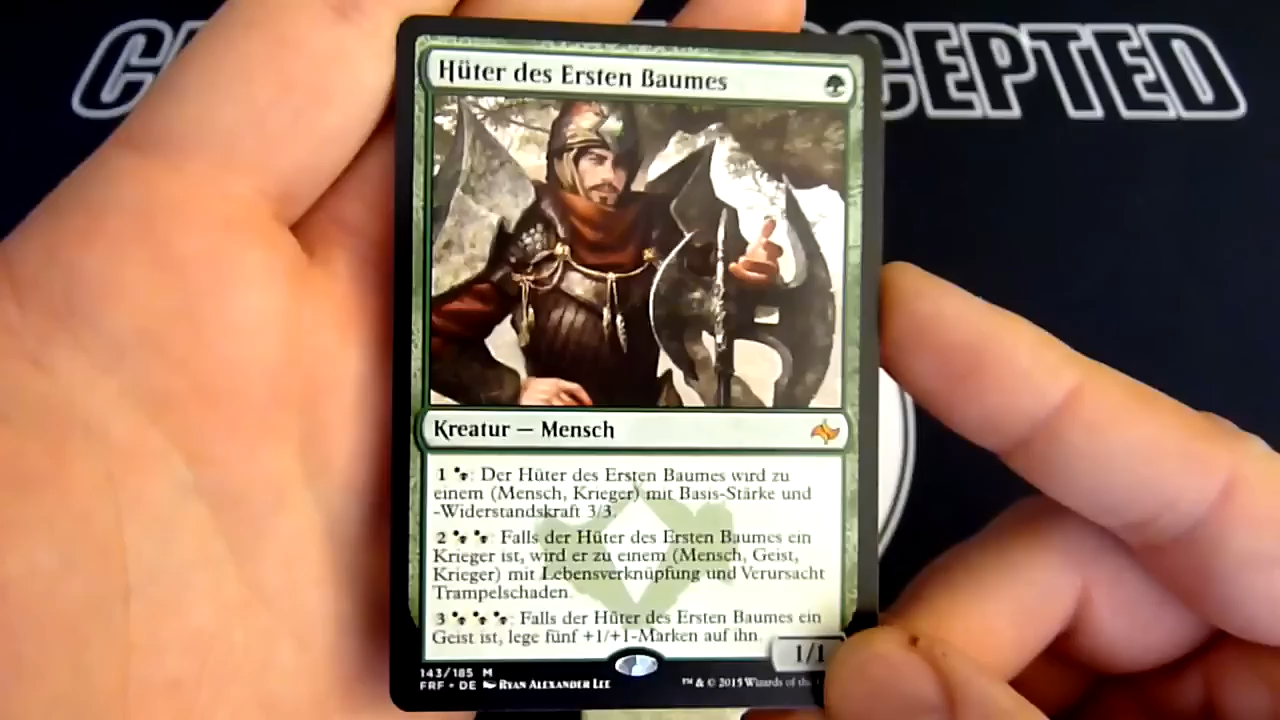 CEPTED
Hüter des Ersten Baumes
Kreatur — Mensch
1 : Der Hüter des Ersten Baumes wird zu
einem (Mensch, Krieger) mit Basis-Stärke und
-Widerstandskraft 3/3.
2 : Falls der Hüter des Ersten Baumes ein
Krieger ist, wird er zu einem (Mensch, Geist,
Krieger) mit Lebensverknüpfung und Verursacht
Trampelschaden.
3 : Falls der Hüter des Ersten Baumes ein
Geist ist, lege fünf +1/+1-Marken auf ihn.
1/1
143/185 M
FRF • DE Ryan Alexander Lee
™ & © 2015 Wizards of the